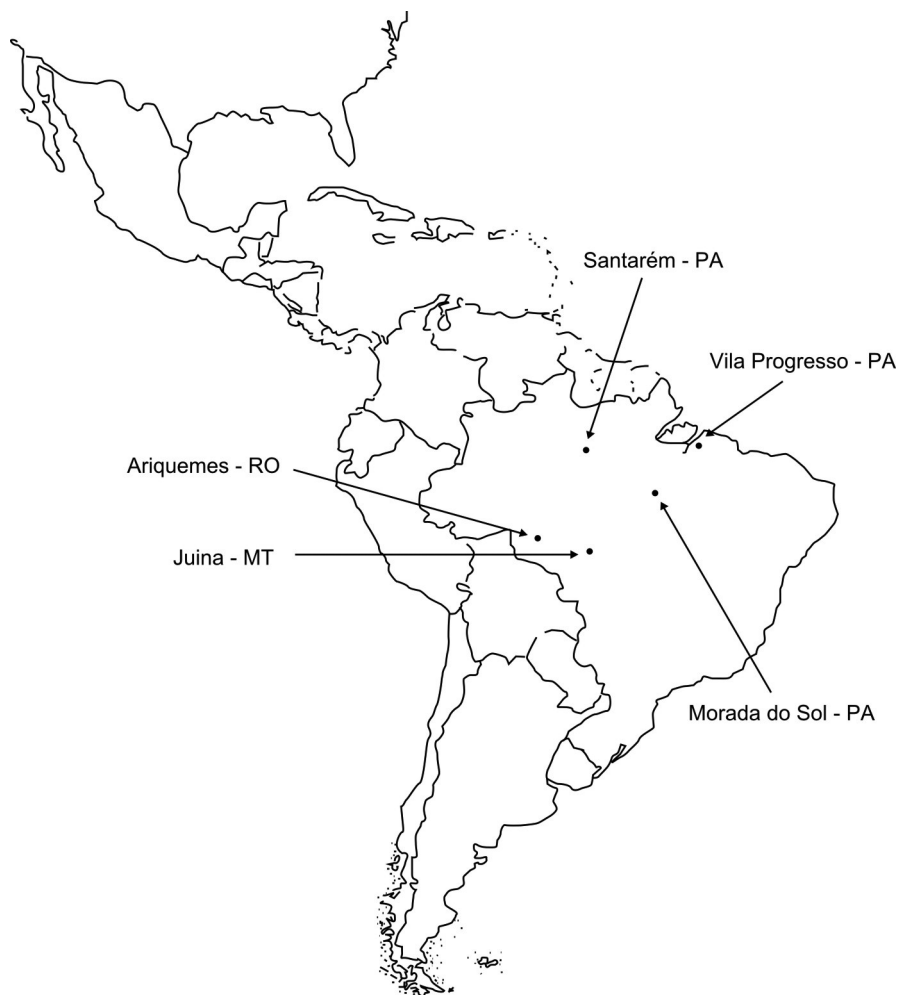 Santarém - PA
Vila Progresso - PA
Ariquemes - RO
Juina - MT
Morada do Sol - PA